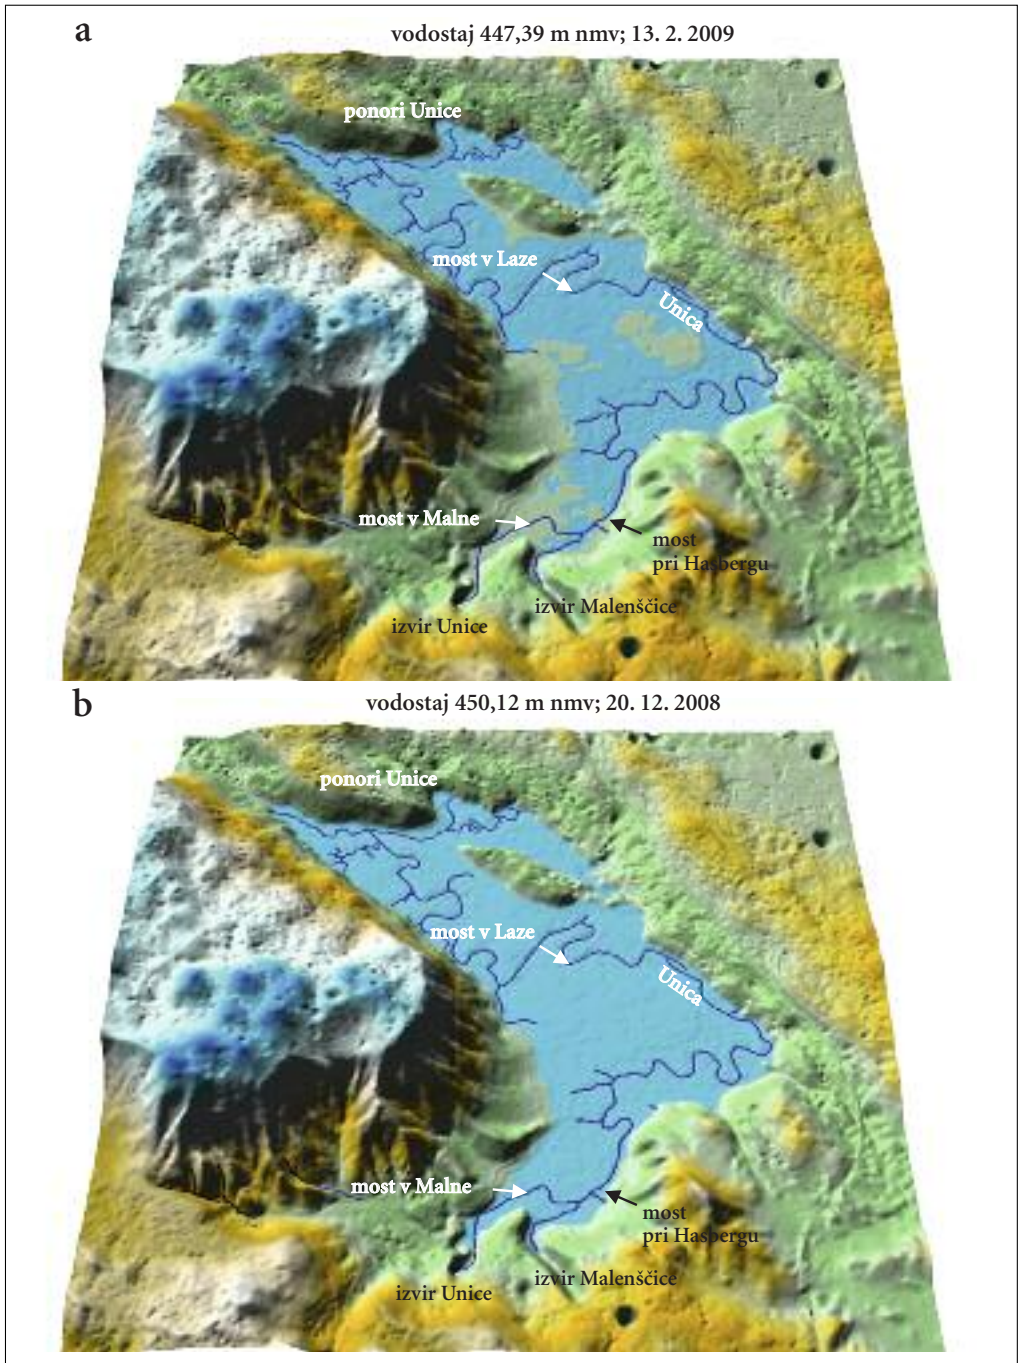 a
vodostaj 447,39 m nmv; 13. 2. 2009
ponori Unice
most v Laze
Unica
most v Malne
most
pri Hasbergu
izvir Malenščice
izvir Unice
b
vodostaj 450,12 m nmv; 20. 12. 2008
ponori Unice
most v Laze
Unica
most v Malne
most
pri Hasbergu
izvir Malenščice
izvir Unice